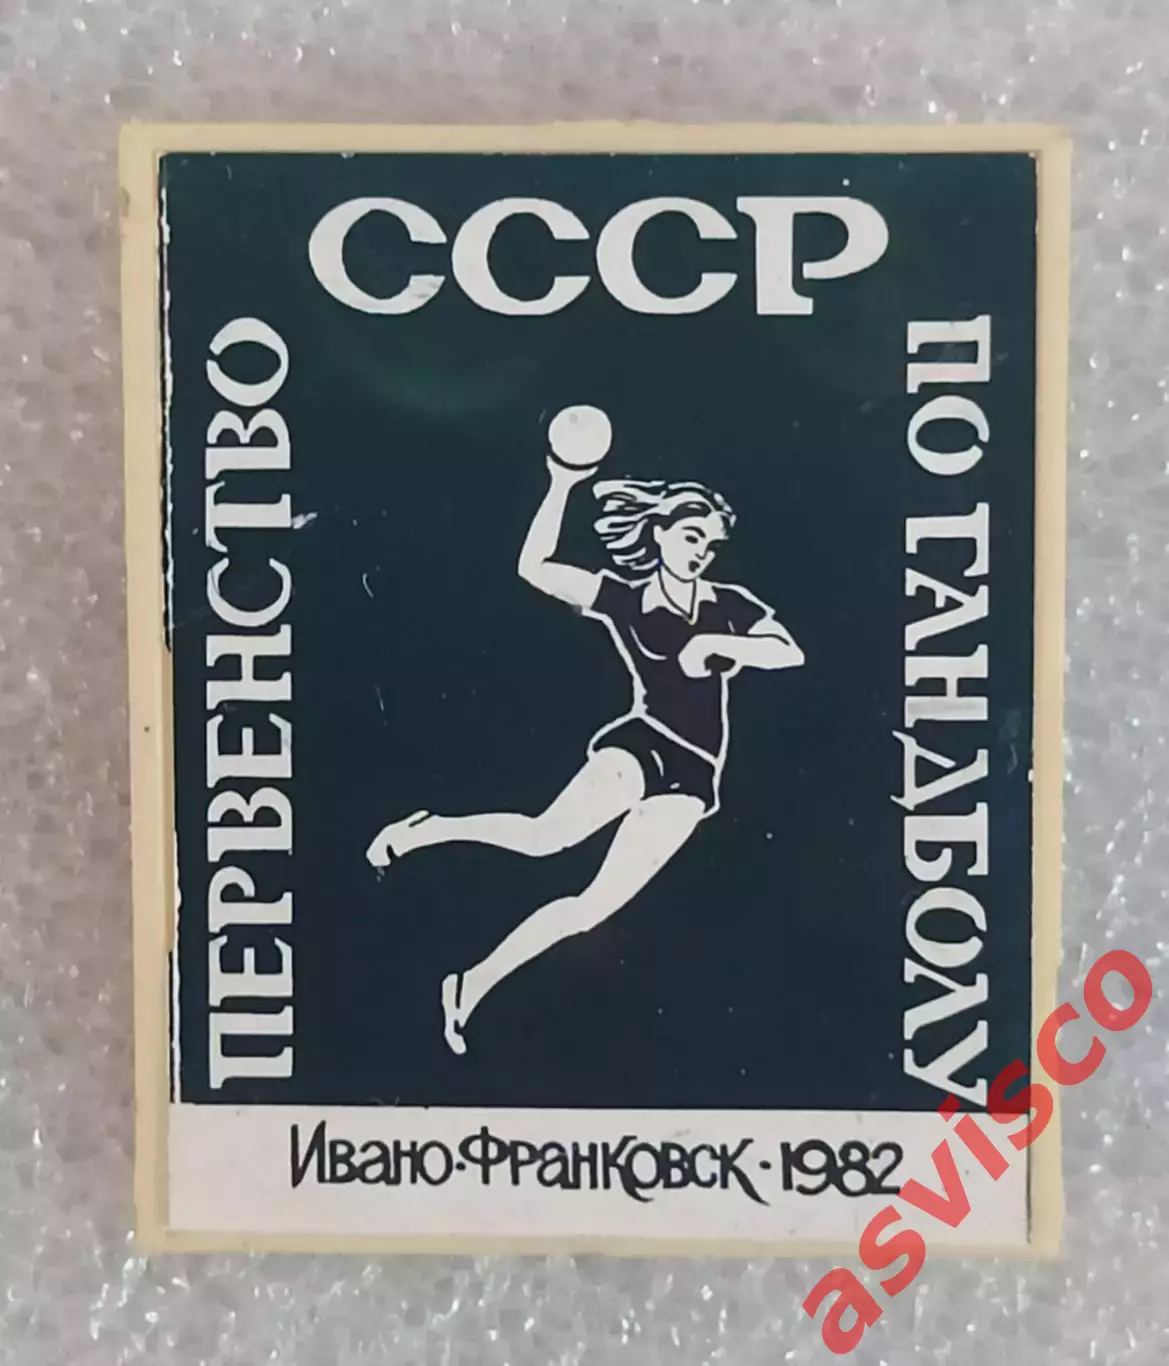 ПЕРВЕНСТВО
СССР
ПО ГАНДБОЛУ
Ивано-Франковск·1982
asvisco